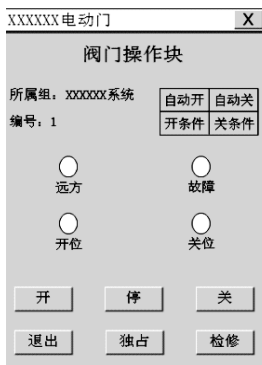 XXXXXX电动门 X
阀门操作块
所属组：XXXXXX系统 自动开 自动关
编号：1 开条件 关条件
远方 故障
开位 关位
开 停 关
退出 独占 检修